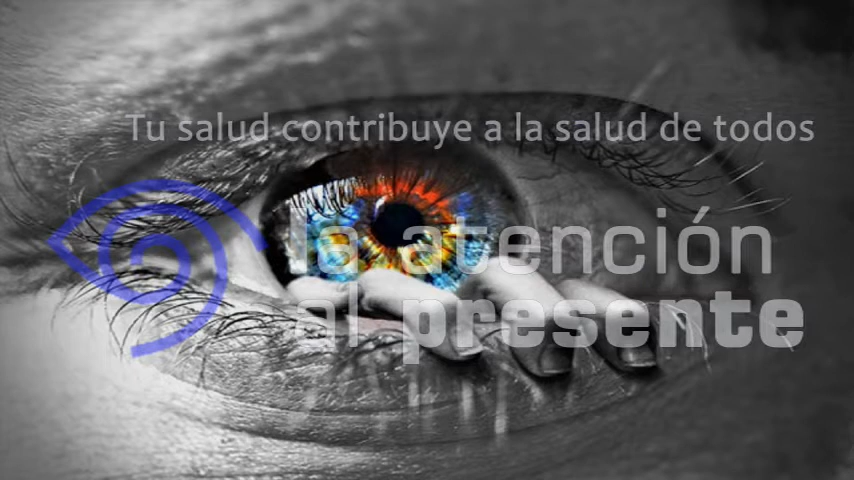 Tu salud contribuye a la salud de todos
la atención
al presente